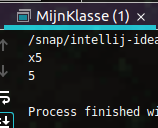 MijnKlasse (1)
/snap/intellij-idea
x5
5
Process finished wi